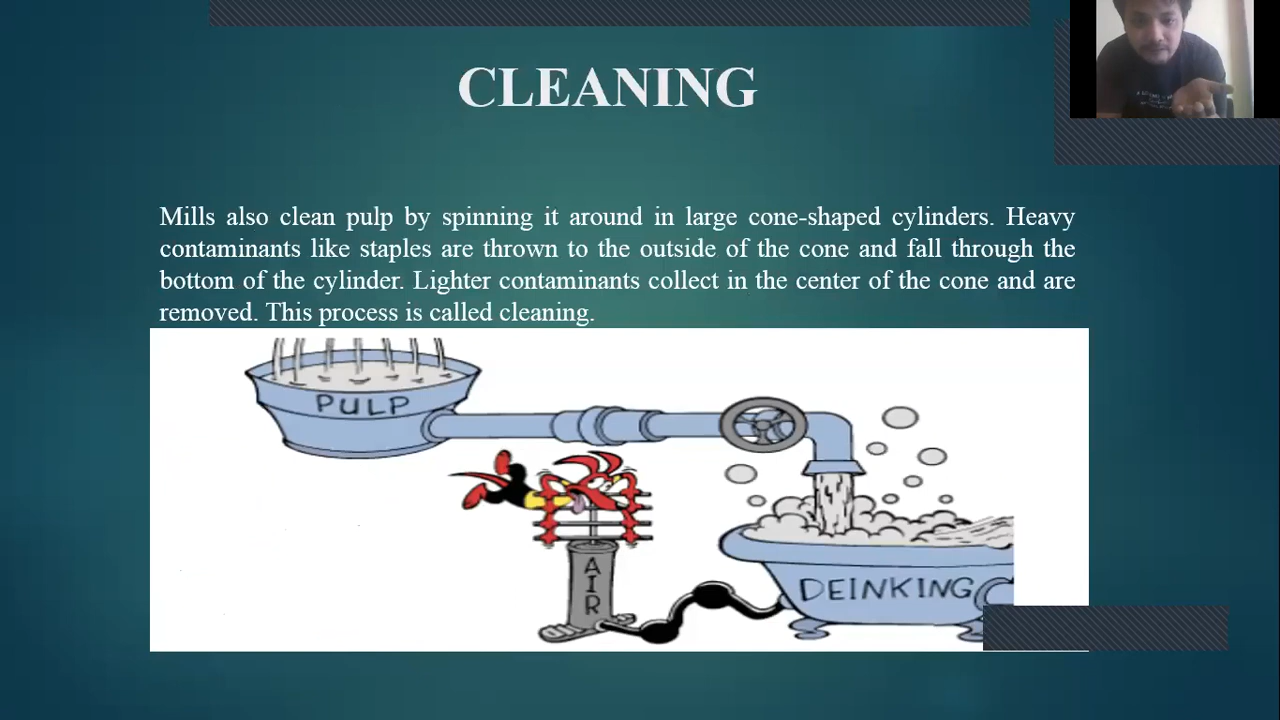 CLEANING
Mills also clean pulp by spinning it around in large cone-shaped cylinders. Heavy
contaminants like staples are thrown to the outside of the cone and fall through the
bottom of the cylinder. Lighter contaminants collect in the center of the cone and are
removed. This process is called cleaning.
PULP
AIR
DEINKING